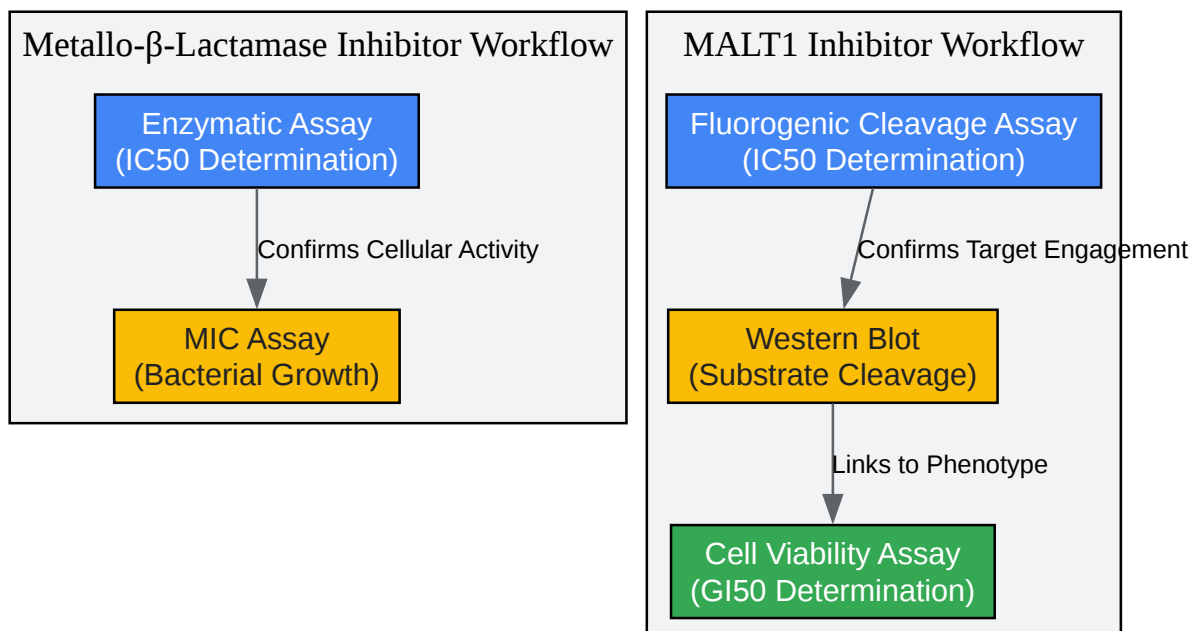 Metallo-β-Lactamase Inhibitor Workflow
Enzymatic Assay
(IC50 Determination)
Confirms Cellular Activity
MIC Assay
(Bacterial Growth)
MALT1 Inhibitor Workflow
Fluorogenic Cleavage Assay
(IC50 Determination)
Confirms Target Engagement
Western Blot
(Substrate Cleavage)
Links to Phenotype
Cell Viability Assay
(GI50 Determination)